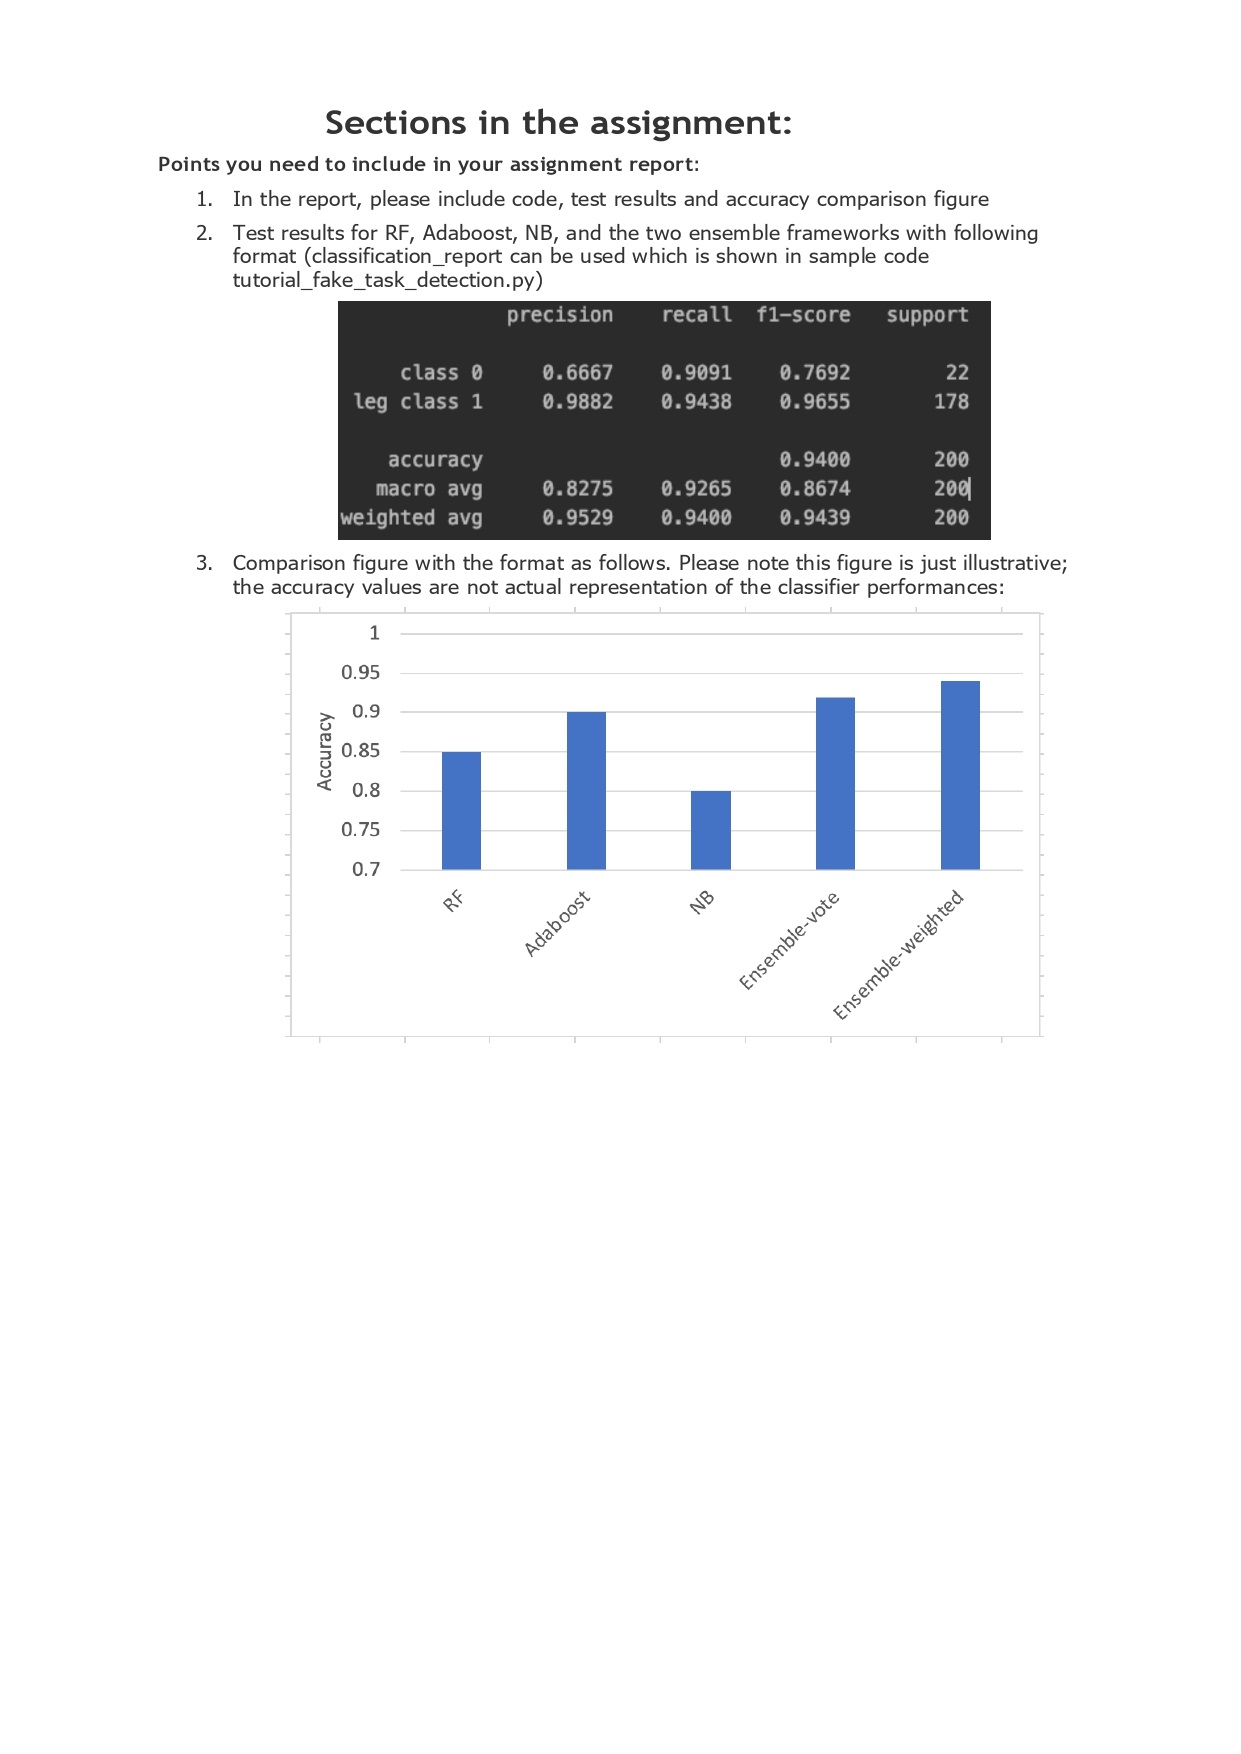 Sections in the assignment:
Points you need to include in your assignment report:
1. In the report, please include code, test results and accuracy comparison figure
2. Test results for RF, Adaboost, NB, and the two ensemble frameworks with following
format (classification_report can be used which is shown in sample code
tutorial_fake_task_detection.py)
precision recall f1-score support
class 0 0.6667 0.9091 0.7692 22
leg class 1 0.9882 0.9438 0.9655 178
accuracy 0.9400 200
macro avg 0.8275 0.9265 0.8674 200
weighted avg 0.9529 0.9400 0.9439 200
3. Comparison figure with the format as follows. Please note this figure is just illustrative;
the accuracy values are not actual representation of the classifier performances:
1
0.95
0.9
0.85
0.8
0.75
0.7
Accuracy
RF
Adaboost
NB
Ensemble-vote
Ensemble-weighted